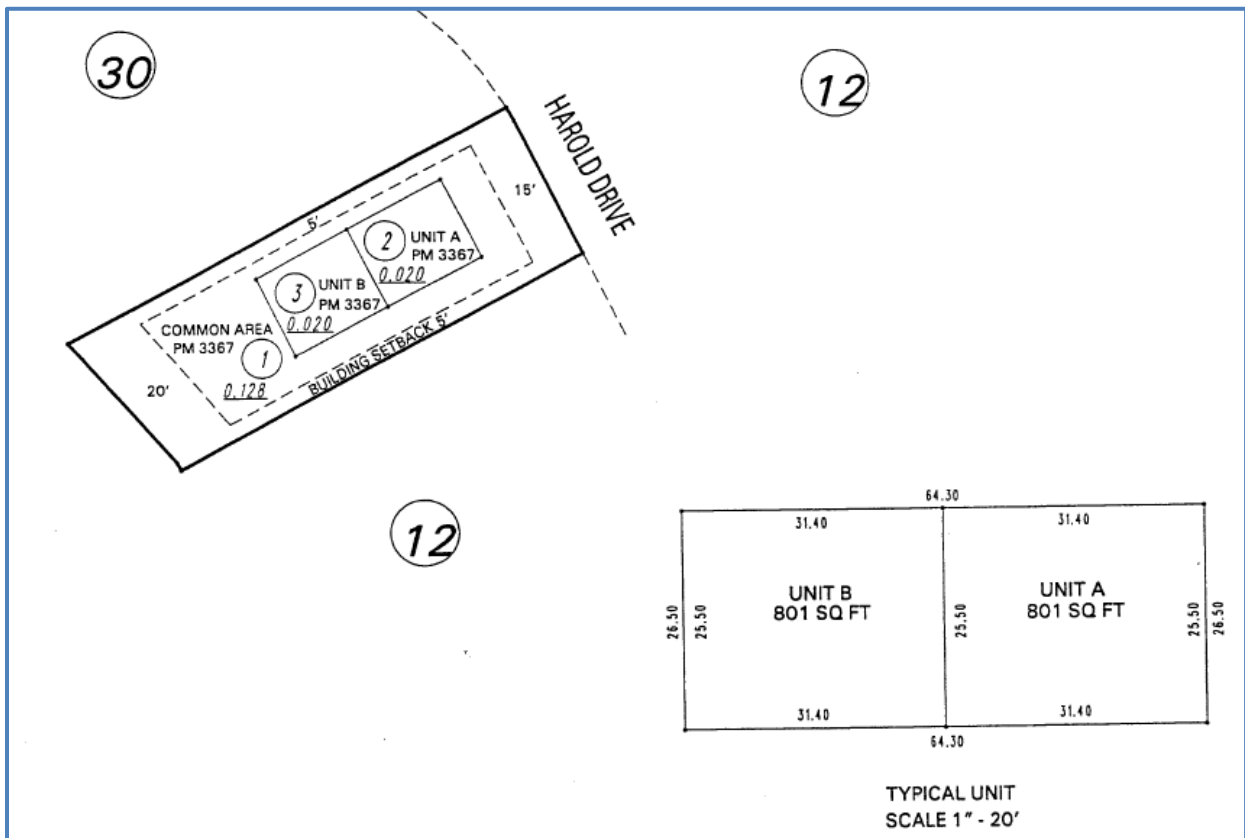 30
12
HAROLD DRIVE
15'
5'
2
UNIT A
PM 3367
0.020
3
UNIT B
PM 3367
0.020
COMMON AREA
PM 3367
1
0.128
20'
BUILDING SETBACK 5'
12
64.30
31.40
31.40
26.50
25.50
UNIT B
801 SQ FT
25.50
UNIT A
801 SQ FT
25.50
26.50
31.40
31.40
64.30
TYPICAL UNIT
SCALE 1" - 20'